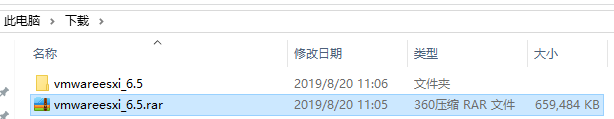 此电脑 › 下载 ›
名称 修改日期 类型 大小
vmwareesxi_6.5 2019/8/20 11:06 文件夹
vmwareesxi_6.5.rar 2019/8/20 11:05 360压缩 RAR 文件 659,484 KB